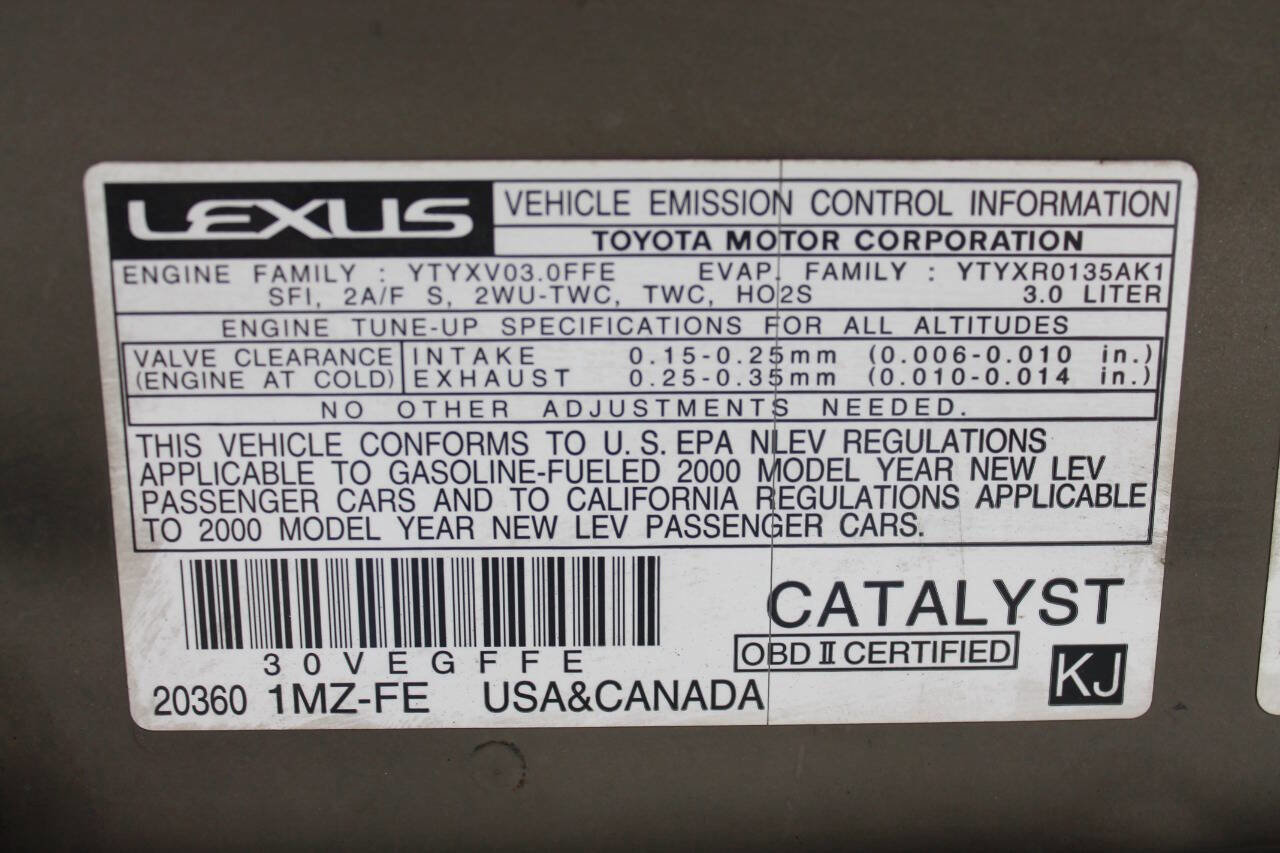 LEXUS
VEHICLE EMISSION CONTROL INFORMATION
TOYOTA MOTOR CORPORATION
ENGINE FAMILY : YTYXV03.0FFE EVAP. FAMILY : YTYXR0135AK1
SFI, 2A/F S, 2WU-TWC, TWC, HO2S 3.0 LITER
ENGINE TUNE-UP SPECIFICATIONS FOR ALL ALTITUDES
VALVE CLEARANCE INTAKE 0.15-0.25mm (0.006-0.010 in.)
(ENGINE AT COLD) EXHAUST 0.25-0.35mm (0.010-0.014 in.)
NO OTHER ADJUSTMENTS NEEDED.
THIS VEHICLE CONFORMS TO U.S. EPA NLEV REGULATIONS
APPLICABLE TO GASOLINE-FUELED 2000 MODEL YEAR NEW LEV
PASSENGER CARS AND TO CALIFORNIA REGULATIONS APPLICABLE
TO 2000 MODEL YEAR NEW LEV PASSENGER CARS.
CATALYST
30VEGFFE
OBD II CERTIFIED
20360 1MZ-FE USA&CANADA
KJ